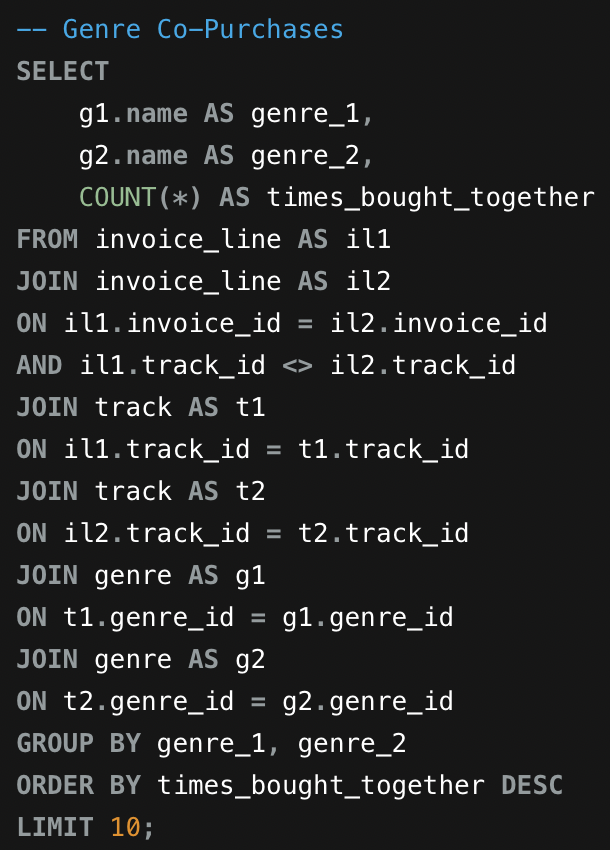 -- Genre Co-Purchases
SELECT
    g1.name AS genre_1,
    g2.name AS genre_2,
    COUNT(*) AS times_bought_together
FROM invoice_line AS il1
JOIN invoice_line AS il2
ON il1.invoice_id = il2.invoice_id
AND il1.track_id <> il2.track_id
JOIN track AS t1
ON il1.track_id = t1.track_id
JOIN track AS t2
ON il2.track_id = t2.track_id
JOIN genre AS g1
ON t1.genre_id = g1.genre_id
JOIN genre AS g2
ON t2.genre_id = g2.genre_id
GROUP BY genre_1, genre_2
ORDER BY times_bought_together DESC
LIMIT 10;